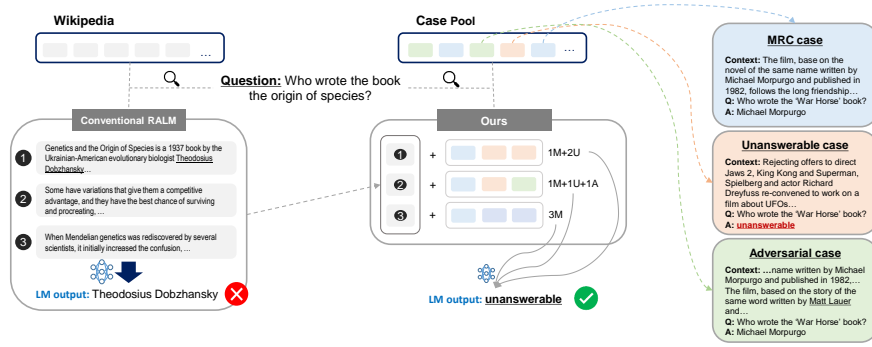 Wikipedia
...
Case Pool
...
Question: Who wrote the book
the origin of species?
Conventional RALM
1
Genetics and the Origin of Species is a 1937 book by the
Ukrainian-American evolutionary biologist Theodosius
Dobzhansky…
2
Some have variations that give them a competitive
advantage, and they have the best chance of surviving
and procreating, …
3
When Mendelian genetics was rediscovered by several
scientists, it initially increased the confusion, …
LM output: Theodosius Dobzhansky
Ours
1 + 1M+2U
2 + 1M+1U+1A
3 + 3M
LM output: unanswerable
MRC case
Context: The film, base on the
novel of the same name written by
Michael Morpurgo and published in
1982, follows the long friendship…
Q: Who wrote the ‘War Horse’ book?
A: Michael Morpurgo
Unanswerable case
Context: Rejecting offers to direct
Jaws 2, King Kong and Superman,
Spielberg and actor Richard
Dreyfuss re-convened to work on a
film about UFOs…
Q: Who wrote the ‘War Horse’ book?
A: unanswerable
Adversarial case
Context: …name written by Michael
Morpurgo and published in 1982,…
The film, based on the story of the
same word written by Matt Lauer
and…
Q: Who wrote the ‘War Horse’ book?
A: Michael Morpurgo